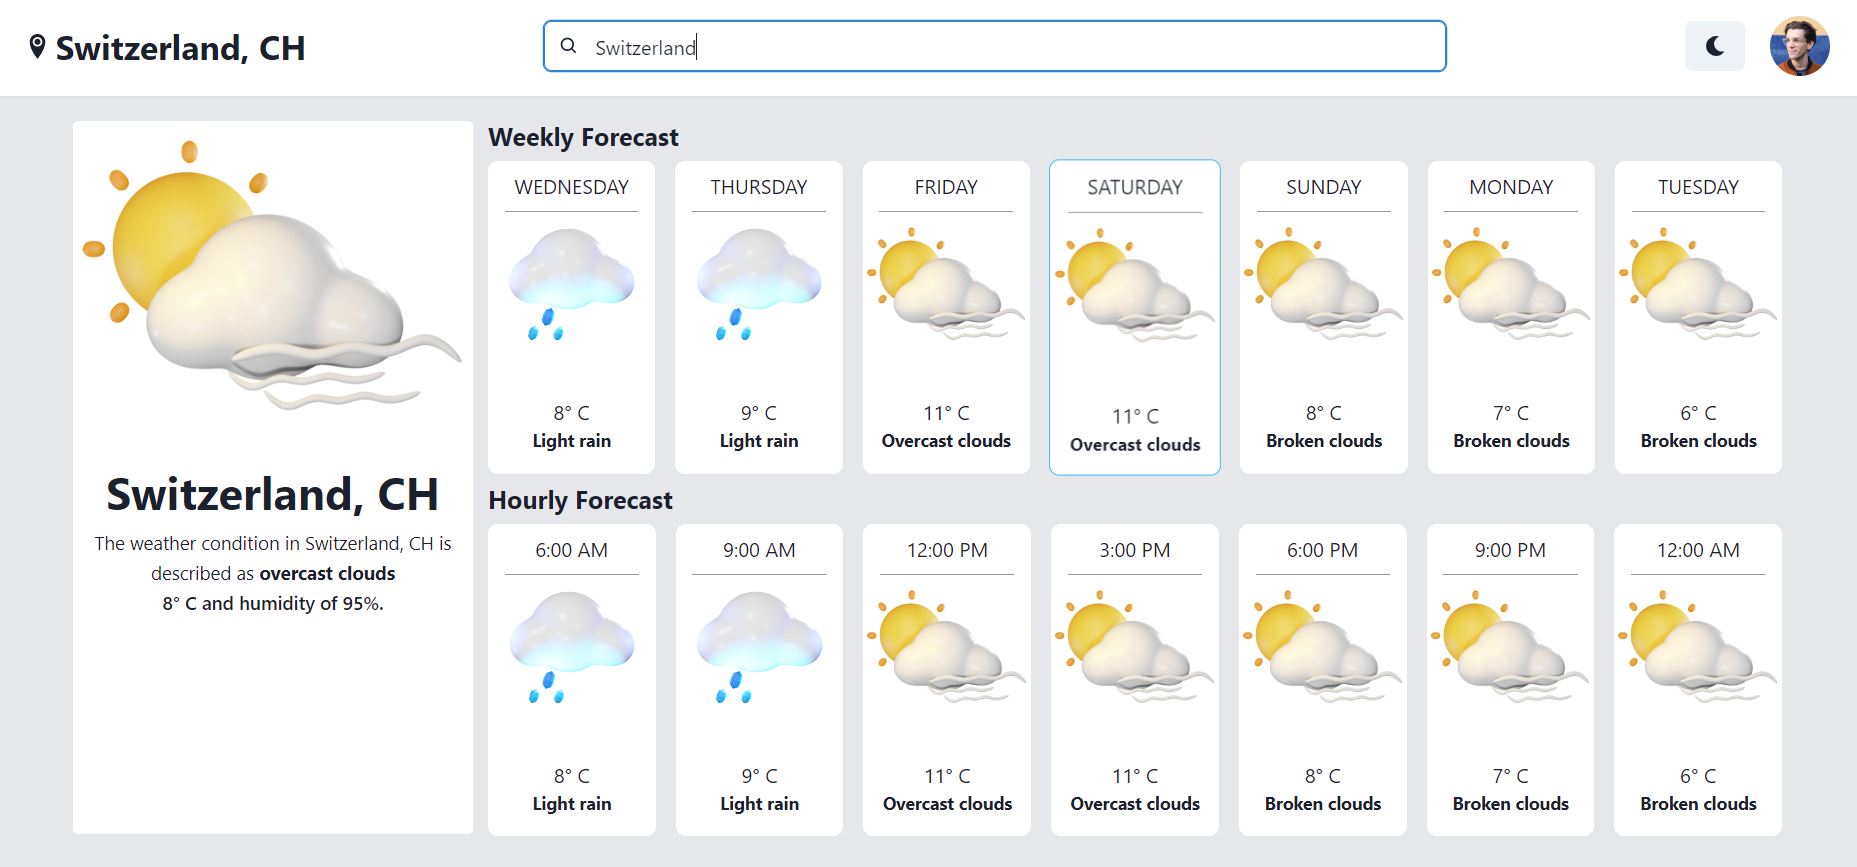 Switzerland, CH
Switzerland
Switzerland, CH
The weather condition in Switzerland, CH is
described as overcast clouds
8° C and humidity of 95%.
Weekly Forecast
WEDNESDAY
8° C
Light rain
THURSDAY
9° C
Light rain
FRIDAY
11° C
Overcast clouds
SATURDAY
11° C
Overcast clouds
SUNDAY
8° C
Broken clouds
MONDAY
7° C
Broken clouds
TUESDAY
6° C
Broken clouds
Hourly Forecast
6:00 AM
8° C
Light rain
9:00 AM
9° C
Light rain
12:00 PM
11° C
Overcast clouds
3:00 PM
11° C
Overcast clouds
6:00 PM
8° C
Broken clouds
9:00 PM
7° C
Broken clouds
12:00 AM
6° C
Broken clouds